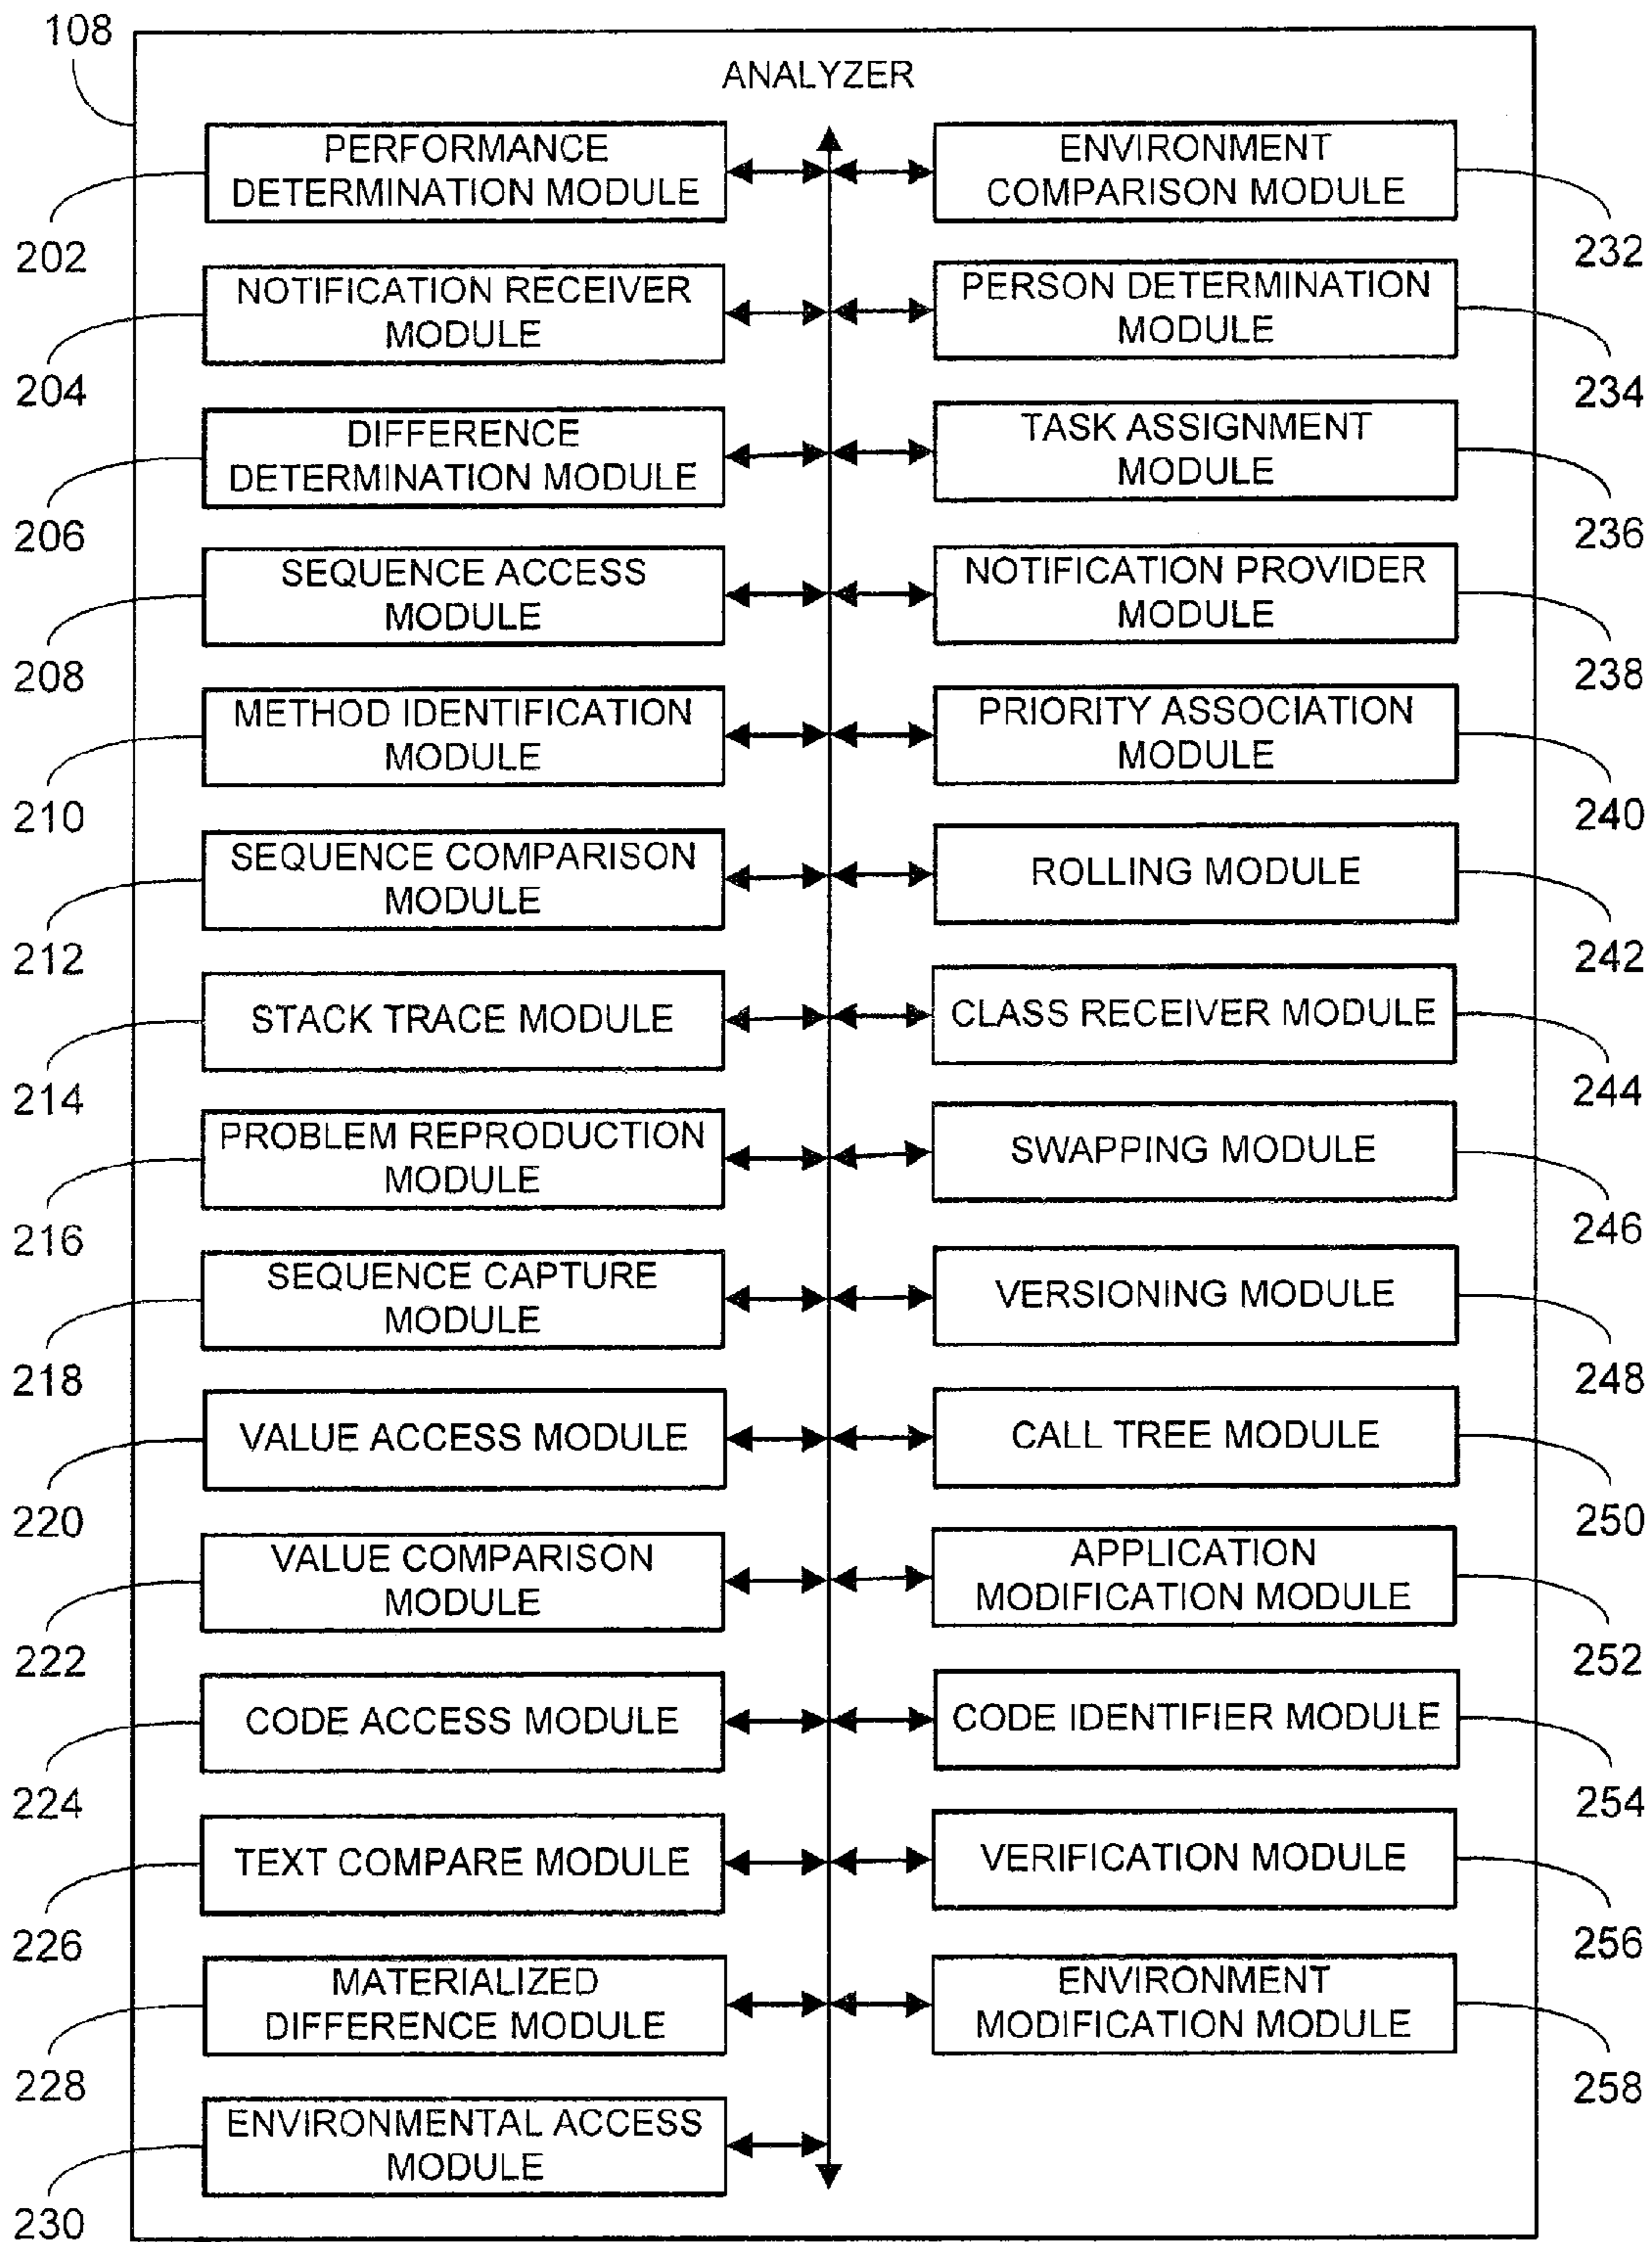 108
ANALYZER
PERFORMANCE
DETERMINATION MODULE
202
NOTIFICATION RECEIVER
MODULE
204
DIFFERENCE
DETERMINATION MODULE
206
SEQUENCE ACCESS
MODULE
208
METHOD IDENTIFICATION
MODULE
210
SEQUENCE COMPARISON
MODULE
212
STACK TRACE MODULE
214
PROBLEM REPRODUCTION
MODULE
216
SEQUENCE CAPTURE
MODULE
218
VALUE ACCESS MODULE
220
VALUE COMPARISON
MODULE
222
CODE ACCESS MODULE
224
TEXT COMPARE MODULE
226
MATERIALIZED
DIFFERENCE MODULE
228
ENVIRONMENTAL ACCESS
MODULE
230
ENVIRONMENT
COMPARISON MODULE
232
PERSON DETERMINATION
MODULE
234
TASK ASSIGNMENT
MODULE
236
NOTIFICATION PROVIDER
MODULE
238
PRIORITY ASSOCIATION
MODULE
240
ROLLING MODULE
242
CLASS RECEIVER MODULE
244
SWAPPING MODULE
246
VERSIONING MODULE
248
CALL TREE MODULE
250
APPLICATION
MODIFICATION MODULE
252
CODE IDENTIFIER MODULE
254
VERIFICATION MODULE
256
ENVIRONMENT
MODIFICATION MODULE
258